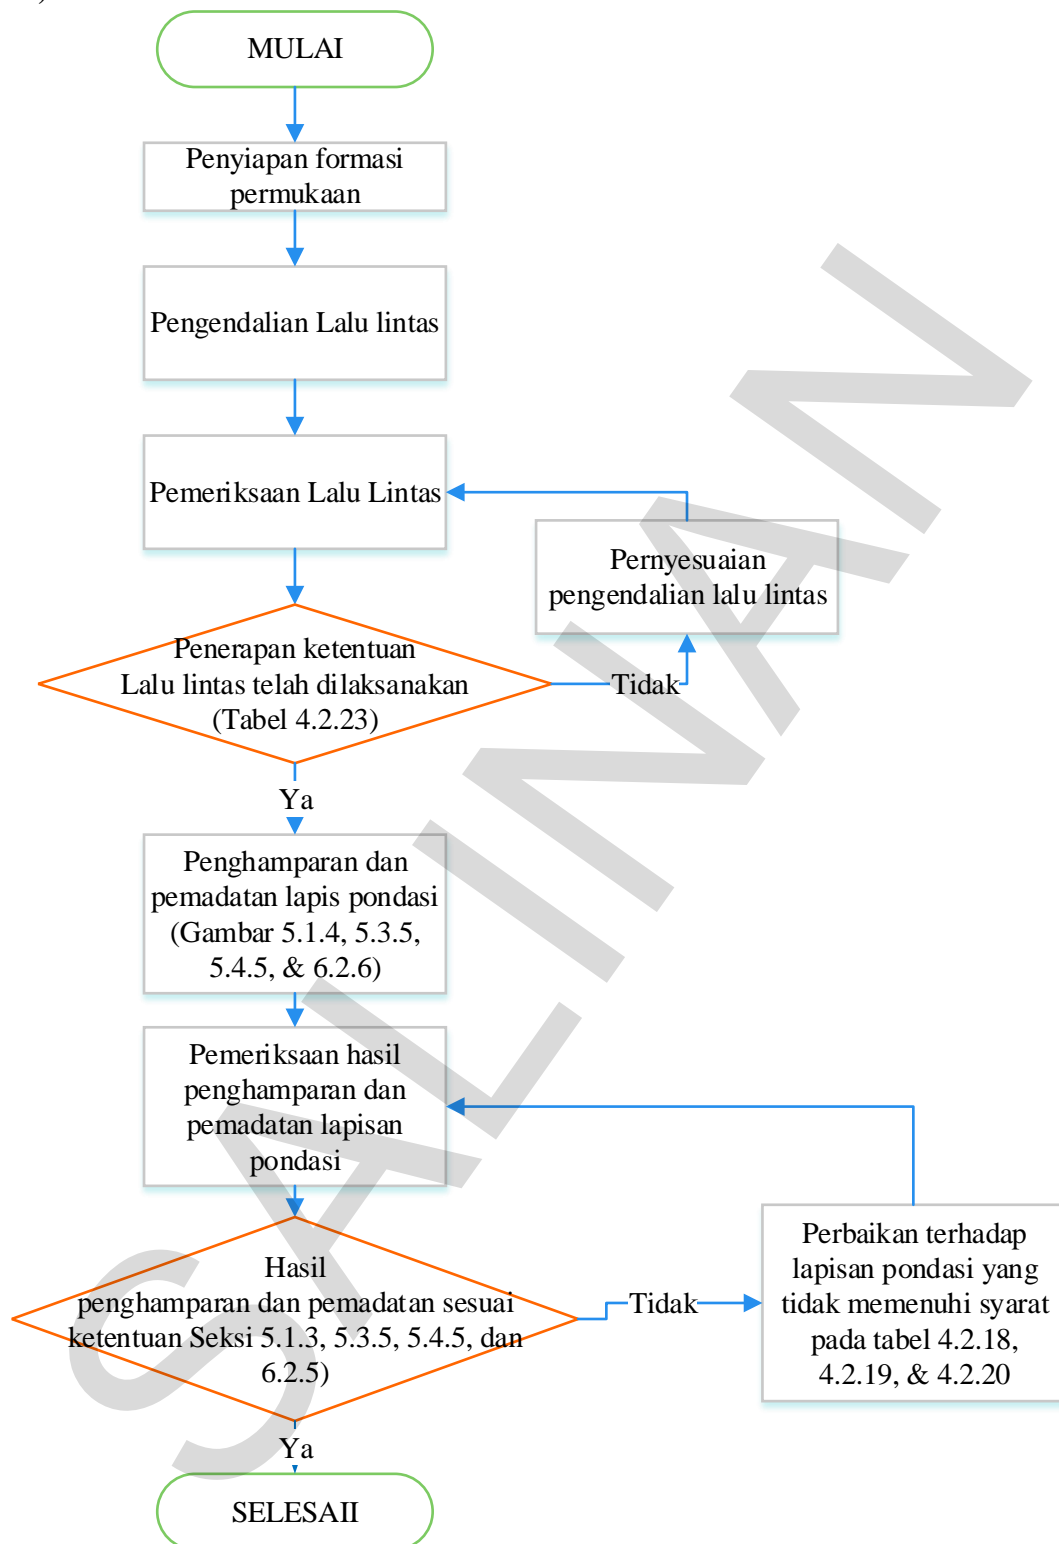 )
MULAI
Penyiapan formasi
permukaan
Pengendalian Lalu lintas
Pemeriksaan Lalu Lintas
Pernyesuaian
pengendalian lalu lintas
Penerapan ketentuan
Lalu lintas telah dilaksanakan
(Tabel 4.2.23)
Tidak
Ya
Penghamparan dan
pemadatan lapis pondasi
(Gambar 5.1.4, 5.3.5,
5.4.5, & 6.2.6)
Pemeriksaan hasil
penghamparan dan
pemadatan lapisan
pondasi
Hasil
penghamparan dan pemadatan sesuai
ketentuan Seksi 5.1.3, 5.3.5, 5.4.5, dan
6.2.5)
Tidak
Perbaikan terhadap
lapisan pondasi yang
tidak memenuhi syarat
pada tabel 4.2.18,
4.2.19, & 4.2.20
Ya
SELESAII
SALINAN